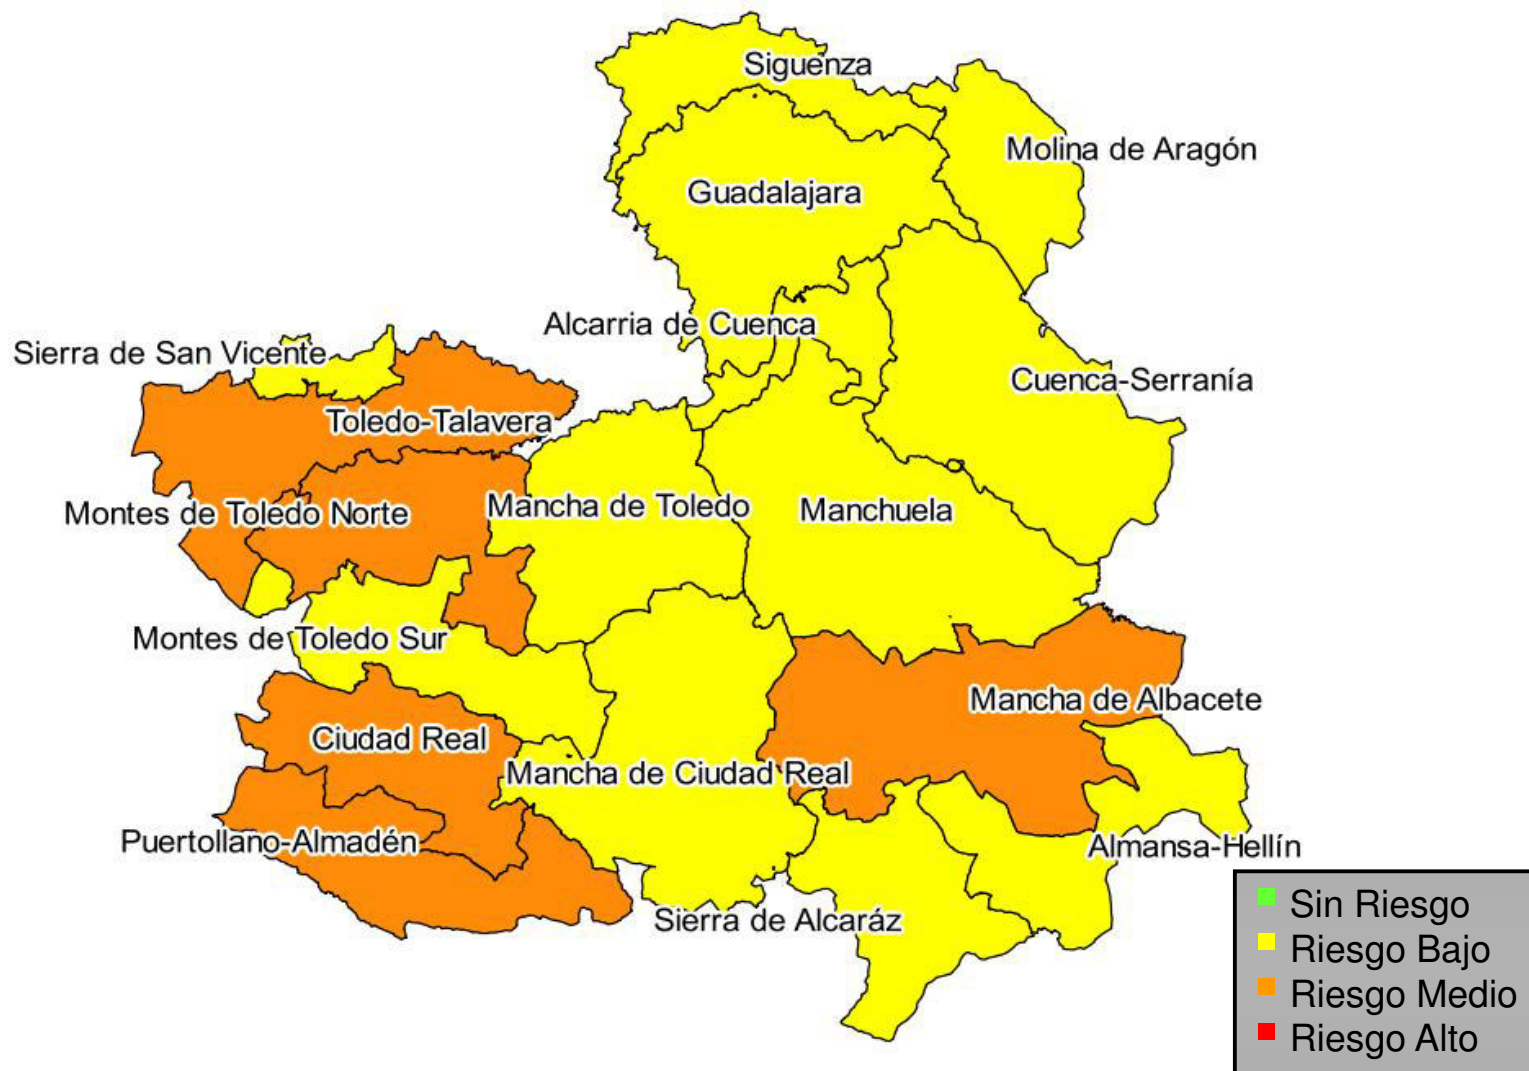 Siguenza
Molina de Aragón
Guadalajara
Alcarria de Cuenca
Sierra de San Vicente
Cuenca-Serranía
Toledo-Talavera
Montes de Toledo Norte
Mancha de Toledo
Manchuela
Montes de Toledo Sur
Mancha de Albacete
Ciudad Real
Mancha de Ciudad Real
Puertollano-Almadén
Almansa-Hellín
Sierra de Alcaráz
Sin Riesgo
Riesgo Bajo
Riesgo Medio
Riesgo Alto